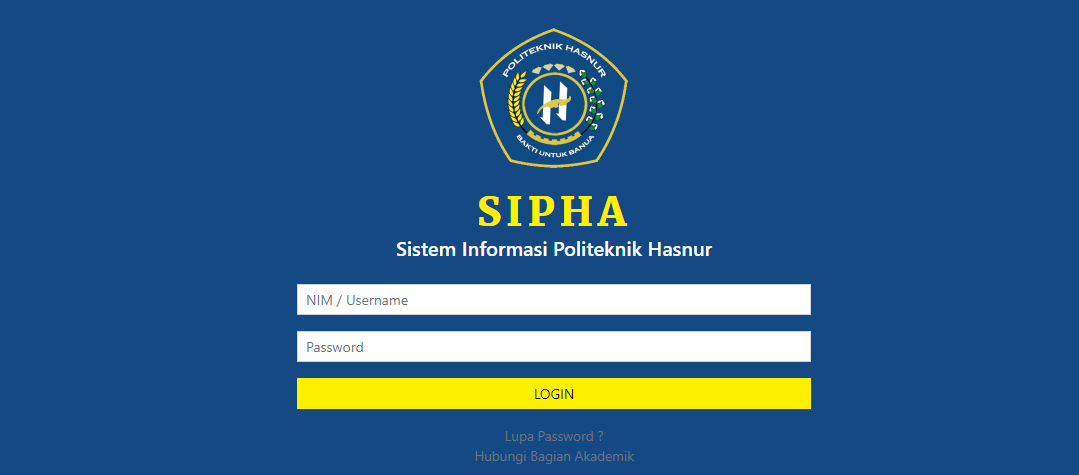 POLITEKNIK HASNUR
H
BAKTI UNTUK BANUA
SIPHA
Sistem Informasi Politeknik Hasnur
NIM / Username
Password
LOGIN
Lupa Password ?
Hubungi Bagian Akademik